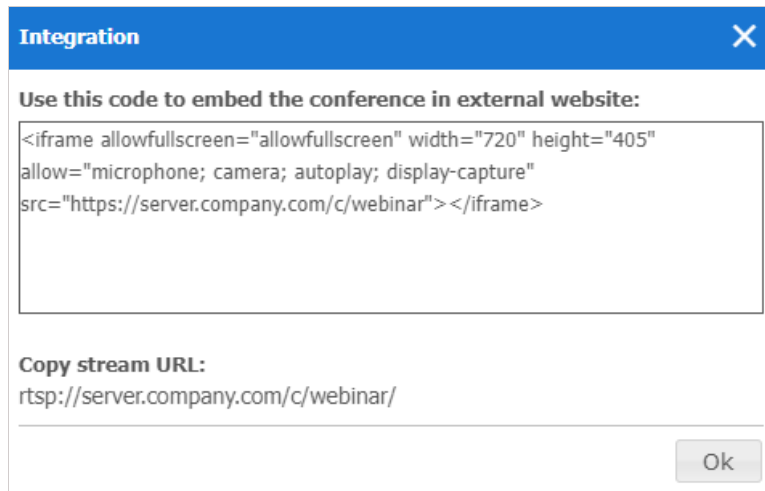 Integration
Use this code to embed the conference in external website:
<iframe allowfullscreen="allowfullscreen" width="720" height="405"
allow="microphone; camera; autoplay; display-capture"
src="https://server.company.com/c/webinar"></iframe>
Copy stream URL:
rtsp://server.company.com/c/webinar/
Ok